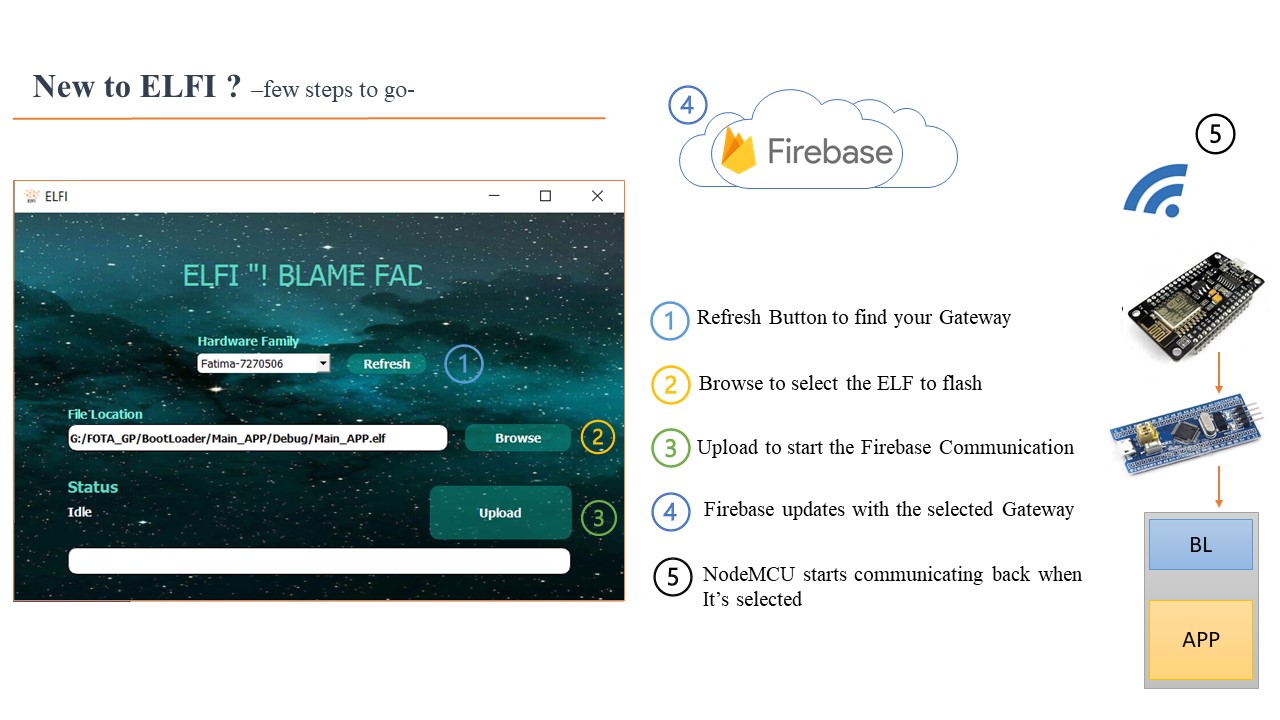 New to ELFI ? –few steps to go-
4
Firebase
5
ELFI
ELFI "! BLAME FAD
Hardware Family
Fatima-7270506
Refresh
1
File Location
G:/FOTA_GP/BootLoader/Main_APP/Debug/Main_APP.elf
Browse
2
Status
Idle
Upload
3
1 Refresh Button to find your Gateway
2 Browse to select the ELF to flash
3 Upload to start the Firebase Communication
4 Firebase updates with the selected Gateway
5 NodeMCU starts communicating back when
It’s selected
BL
APP